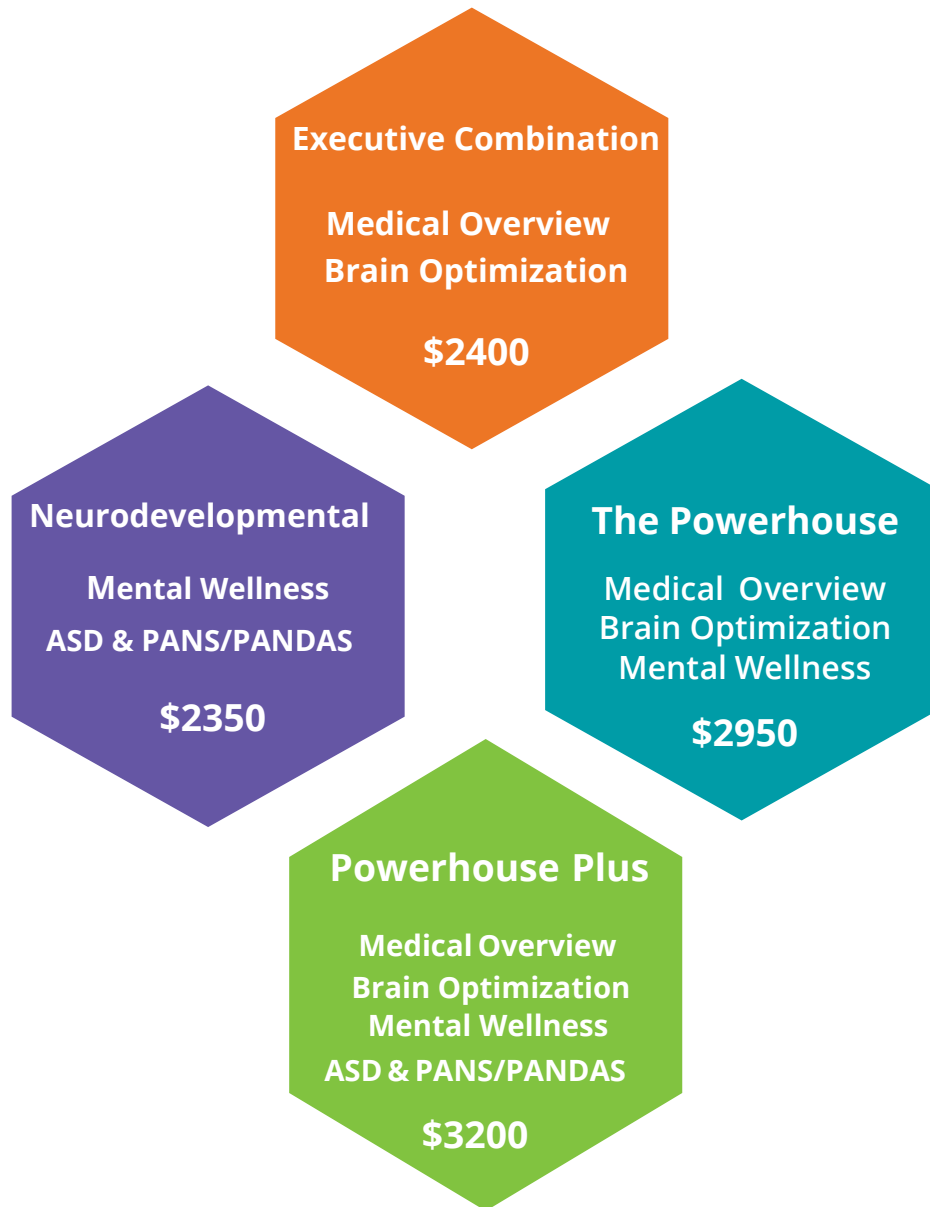 Executive Combination
Medical Overview
Brain Optimization
$2400
Neurodevelopmental
Mental Wellness
ASD & PANS/PANDAS
$2350
The Powerhouse
Medical Overview
Brain Optimization
Mental Wellness
$2950
Powerhouse Plus
Medical Overview
Brain Optimization
Mental Wellness
ASD & PANS/PANDAS
$3200